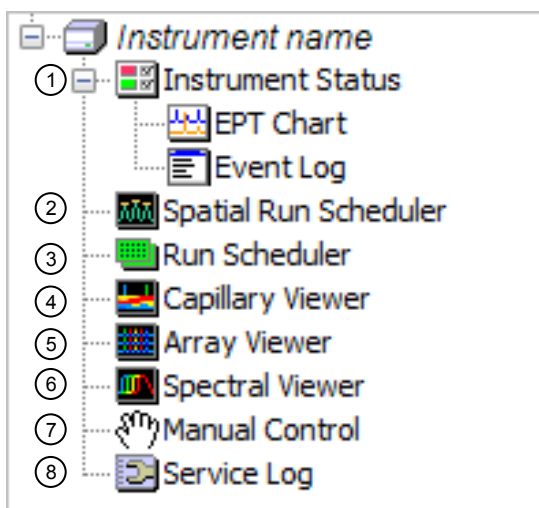 Instrument name
1 Instrument Status
EPT Chart
Event Log
2 Spatial Run Scheduler
3 Run Scheduler
4 Capillary Viewer
5 Array Viewer
6 Spectral Viewer
7 Manual Control
8 Service Log